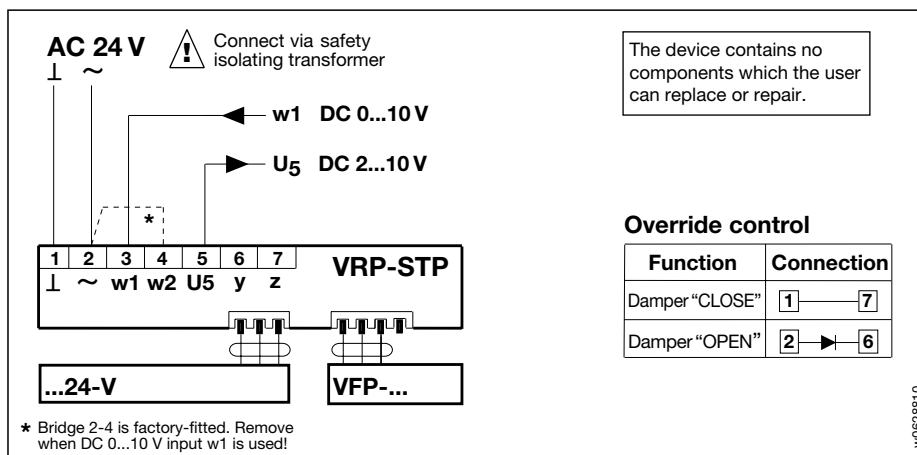 AC 24 V
⊥ ~
Connect via safety
isolating transformer
The device contains no
components which the user
can replace or repair.
w1 DC 0...10 V
U5 DC 2...10 V
*
1 2 3 4 5 6 7
⊥ ~ w1 w2 U5 y z
VRP-STP
...24-V
VFP-...
* Bridge 2-4 is factory-fitted. Remove
when DC 0...10 V input w1 is used!
Override control
Function Connection
Damper “CLOSE” 1 7
Damper “OPEN” 2 6
w0628810